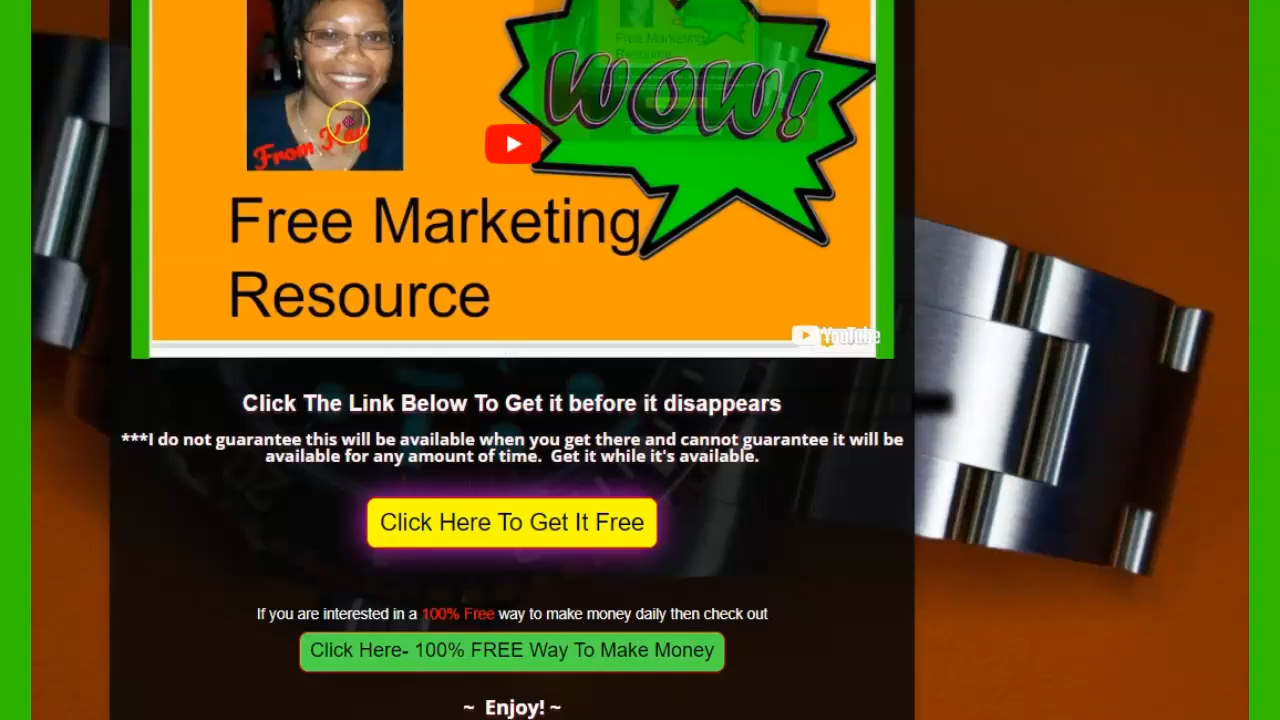 WOW!
From Kay
Free Marketing
Resource
YouTube
Click The Link Below To Get it before it disappears
***I do not guarantee this will be available when you get there and cannot guarantee it will be
available for any amount of time. Get it while it's available.
Click Here To Get It Free
If you are interested in a 100% Free way to make money daily then check out
Click Here- 100% FREE Way To Make Money
~ Enjoy! ~